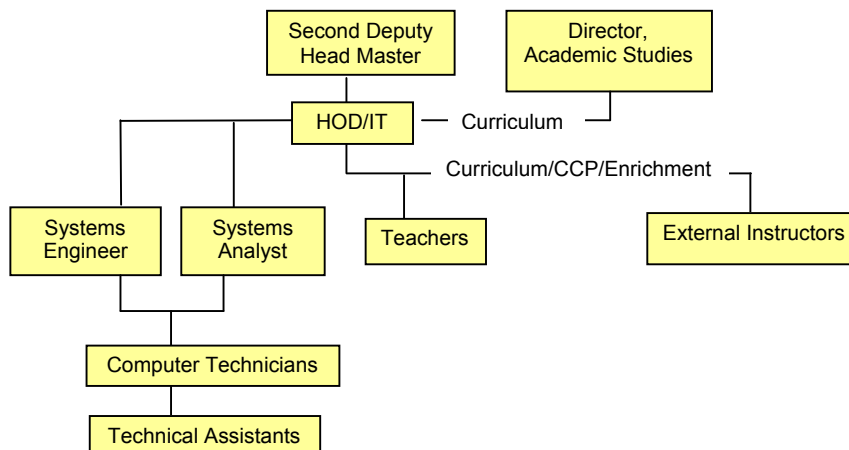 Second Deputy
Head Master
Director,
Academic Studies
HOD/IT
Curriculum
Curriculum/CCP/Enrichment
Systems
Engineer
Systems
Analyst
Teachers
External Instructors
Computer Technicians
Technical Assistants